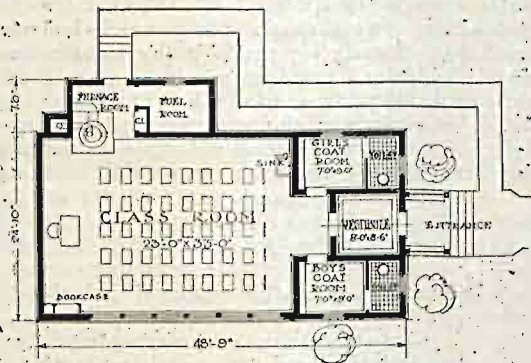 FURNACE
ROOM
FUEL
ROOM
CL
CL
7'-6"
24'-10"
SINK
GIRLS
COAT
ROOM
7'-0"x9'-0"
TOILET
CLASS ROOM
23'-0"x33'-0"
VESTIBULE
8'-0"x8'-6"
ENTRANCE
BOYS
COAT
ROOM
7'-0"x9'-0"
BOOKCASE
48'-9"